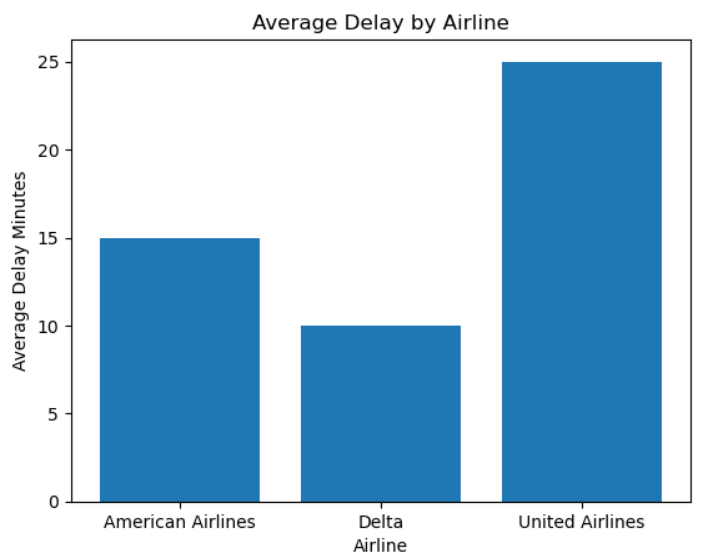 Average Delay by Airline
Average Delay Minutes
25
20
15
10
5
0
American Airlines
Delta
United Airlines
Airline